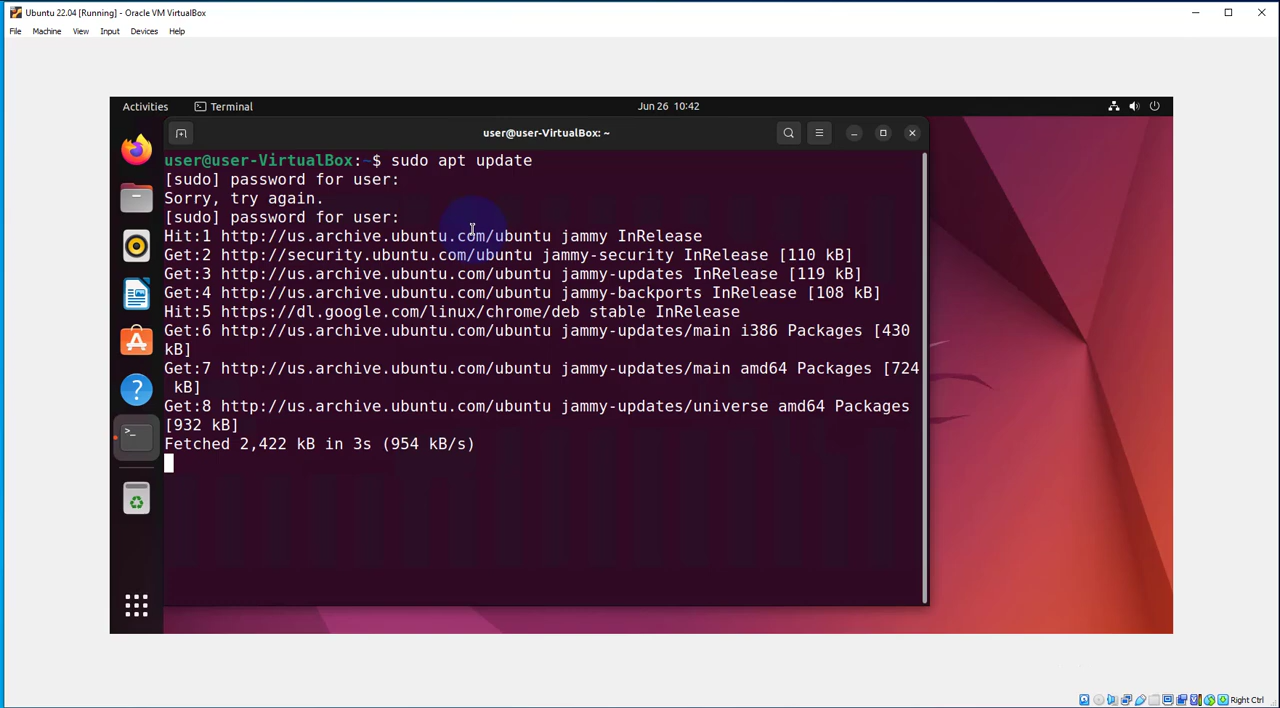 Ubuntu 22.04 [Running] - Oracle VM VirtualBox
File Machine View Input Devices Help
Activities Terminal Jun 26 10:42
user@user-VirtualBox: ~
user@user-VirtualBox:~$ sudo apt update
[sudo] password for user:
Sorry, try again.
[sudo] password for user:
Hit:1 http://us.archive.ubuntu.com/ubuntu jammy InRelease
Get:2 http://security.ubuntu.com/ubuntu jammy-security InRelease [110 kB]
Get:3 http://us.archive.ubuntu.com/ubuntu jammy-updates InRelease [119 kB]
Get:4 http://us.archive.ubuntu.com/ubuntu jammy-backports InRelease [108 kB]
Hit:5 https://dl.google.com/linux/chrome/deb stable InRelease
Get:6 http://us.archive.ubuntu.com/ubuntu jammy-updates/main i386 Packages [430
kB]
Get:7 http://us.archive.ubuntu.com/ubuntu jammy-updates/main amd64 Packages [724
 kB]
Get:8 http://us.archive.ubuntu.com/ubuntu jammy-updates/universe amd64 Packages
[932 kB]
Fetched 2,422 kB in 3s (954 kB/s)
Right Ctrl